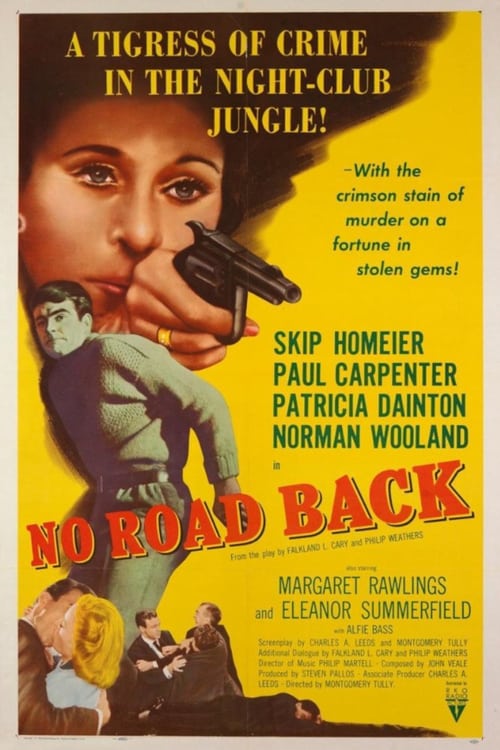 A TIGRESS OF CRIME
IN THE NIGHT-CLUB
JUNGLE!
-With the
crimson stain of
murder on a
fortune in
stolen gems!
SKIP HOMEIER
PAUL CARPENTER
PATRICIA DAINTON
NORMAN WOOLAND
in
NO ROAD BACK
From the play by FALKLAND L. CARY and PHILIP WEATHERS
also starring
MARGARET RAWLINGS
and ELEANOR SUMMERFIELD
with ALFIE BASS
Screenplay by CHARLES A. LEEDS and MONTGOMERY TULLY
Additional Dialogue by FALKLAND L. CARY and PHILIP WEATHERS
Director of Music PHILIP MARTELL · Composed by JOHN VEALE
Produced by STEVEN PALLOS · Associate Producer CHARLES A.
LEEDS · Directed by MONTGOMERY TULLY.
RKO
RADIO